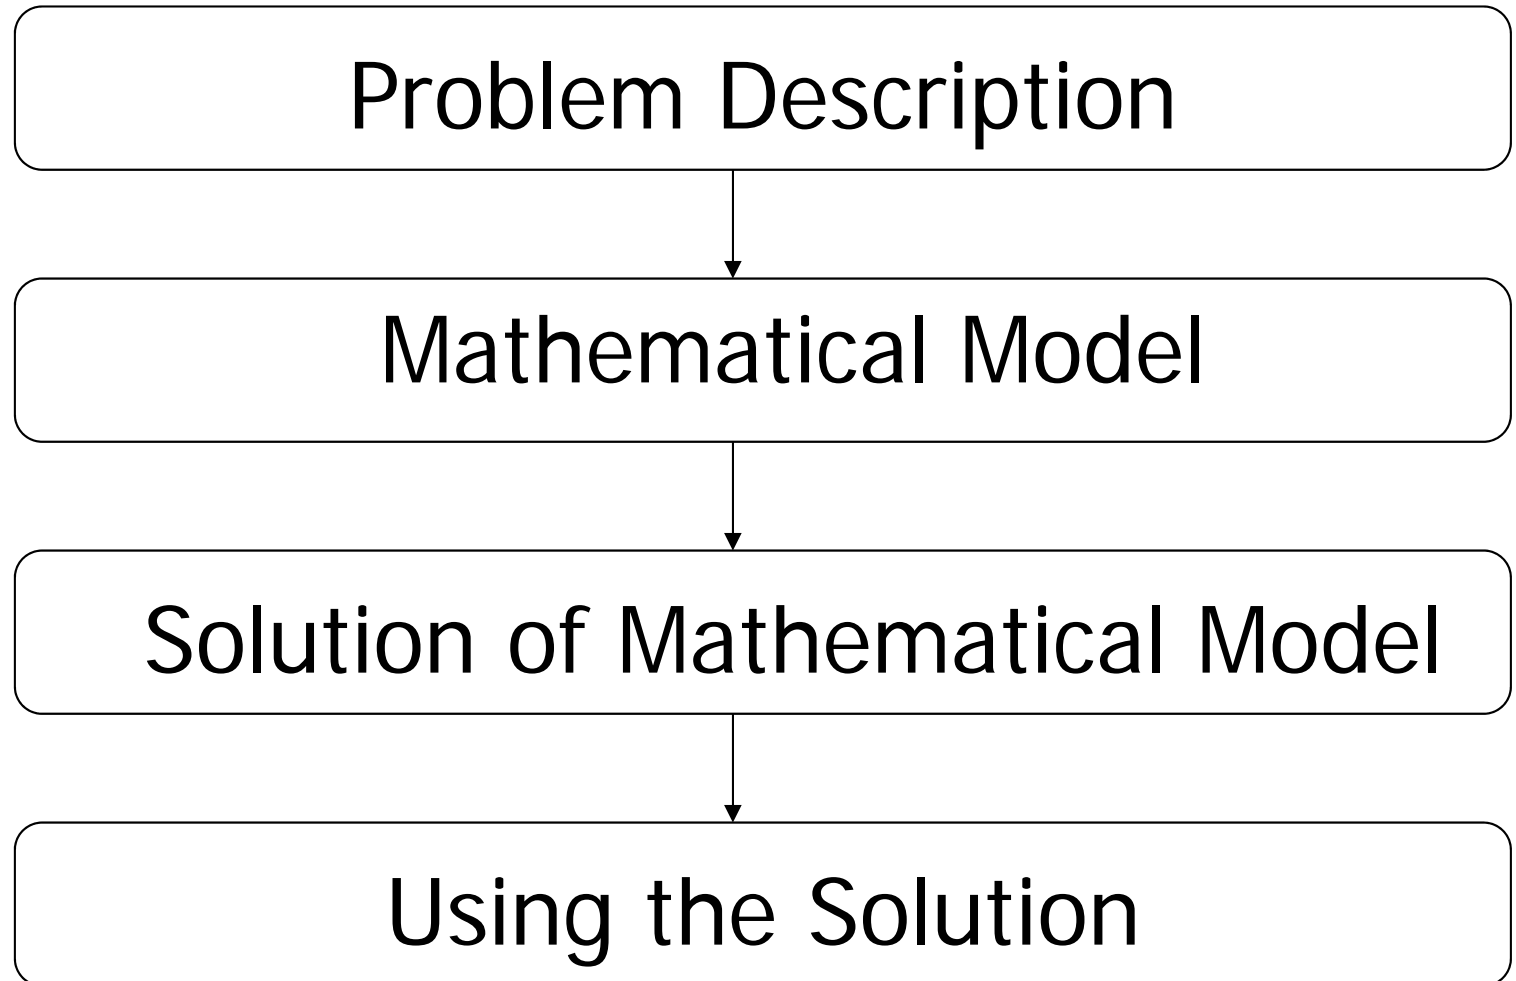 Problem Description
Mathematical Model
Solution of Mathematical Model
Using the Solution